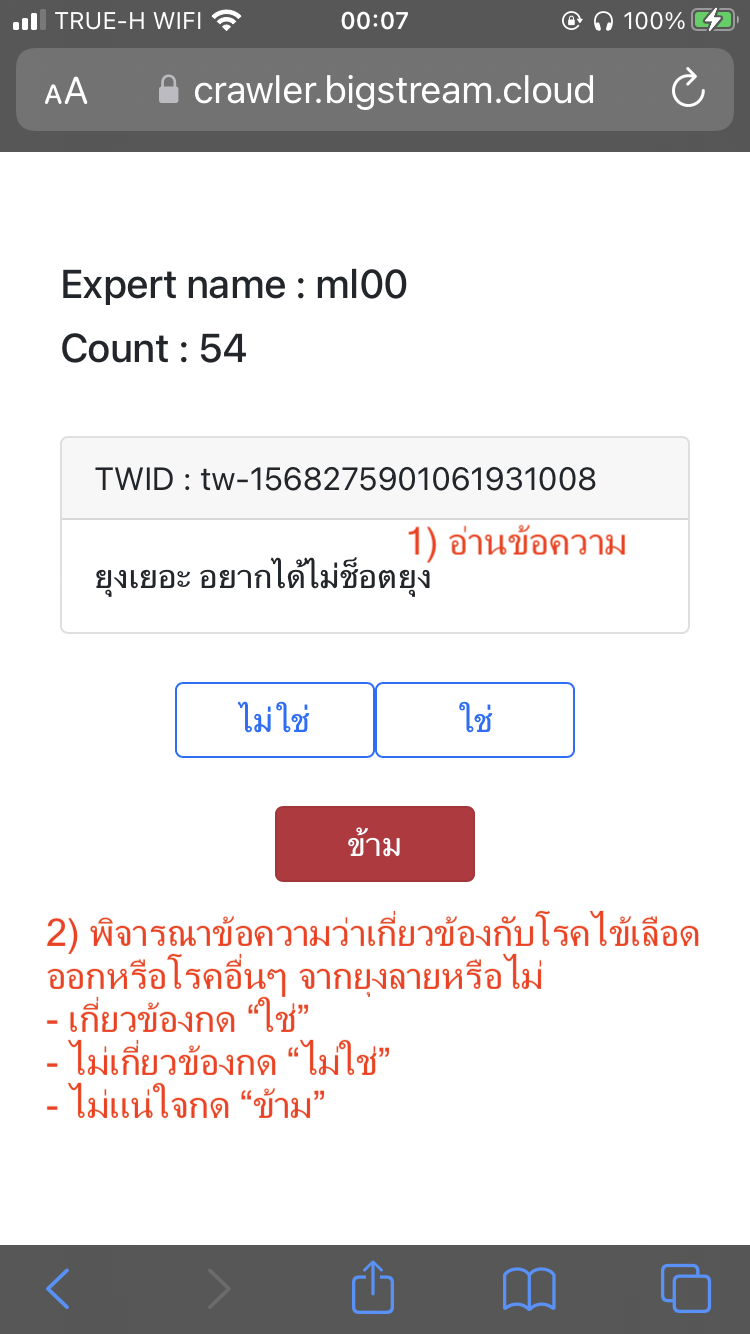 TRUE-H WIFI 00:07 100%
AA crawler.bigstream.cloud
Expert name : ml00
Count : 54
TWID : tw-1568275901061931008
1) อ่านข้อความ
ยุงเยอะ อยากได้ไม่ช็อตยุง
ไม่ใช่ ใช่
ข้าม
2) พิจารณาข้อความว่าเกี่ยวข้องกับโรคไข้เลือด
ออกหรือโรคอื่นๆ จากยุงลายหรือไม่
- เกี่ยวข้องกด “ใช่”
- ไม่เกี่ยวข้องกด “ไม่ใช่”
- ไม่แน่ใจกด “ข้าม”